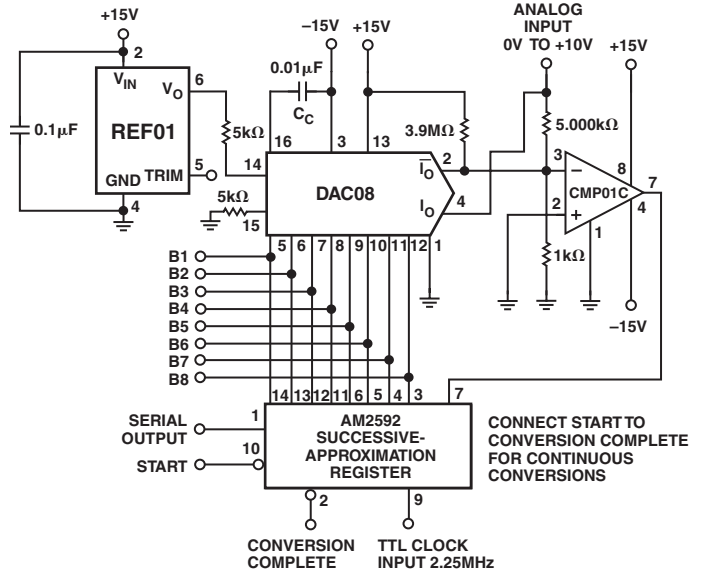 +15V
–15V
+15V
ANALOG
INPUT
0V TO +10V
+15V
2
V_IN
V_O
6
REF01
0.1μF
5
TRIM
GND
4
5kΩ
0.01μF
C_C
16
3
13
3.9MΩ
5.000kΩ
14
DAC08
I̅_O
2
I_O
4
5kΩ
15
3
–
8
CMP01C
7
2
+
4
1
1kΩ
–15V
5 6 7 8 9 10 11 12 1
B1
B2
B3
B4
B5
B6
B7
B8
14 13 12 11 6 5 4 3 7
SERIAL
OUTPUT
1
START
10
AM2592
SUCCESSIVE-
APPROXIMATION
REGISTER
CONNECT START TO
CONVERSION COMPLETE
FOR CONTINUOUS
CONVERSIONS
2
9
CONVERSION
COMPLETE
TTL CLOCK
INPUT 2.25MHz